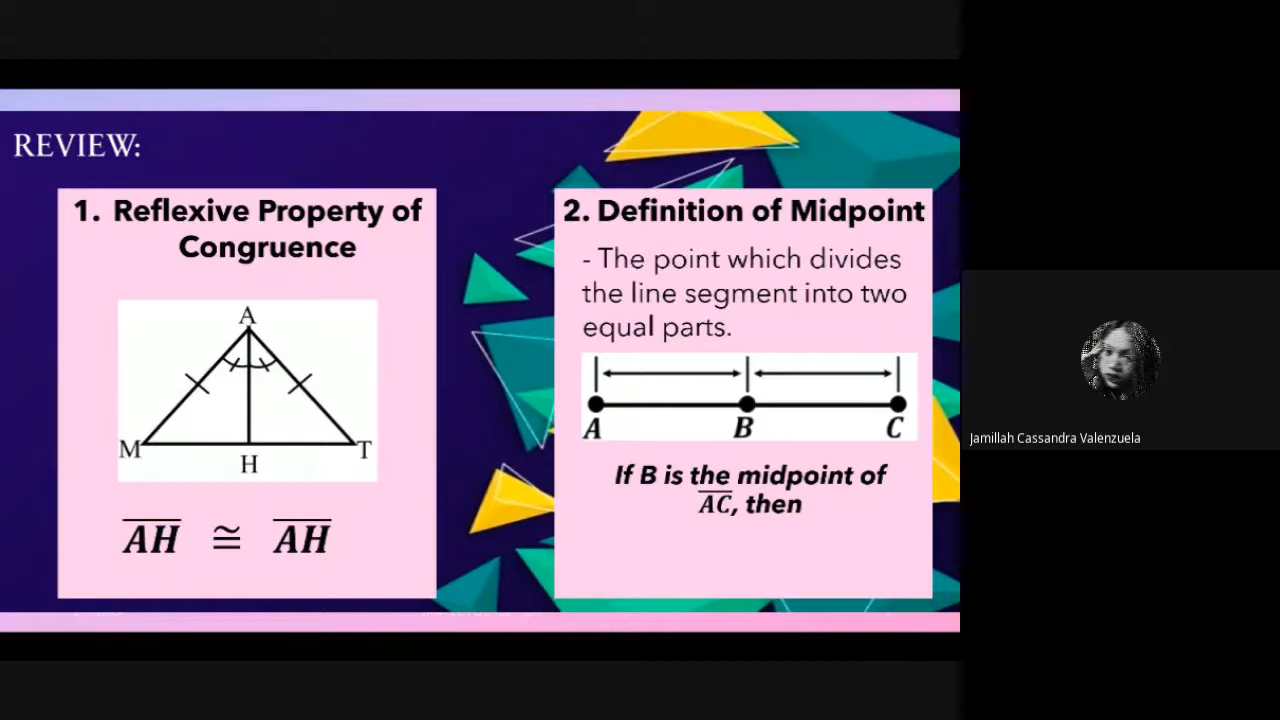 REVIEW:
1. Reflexive Property of
Congruence
A
M
H
T
AH ≅ AH
2. Definition of Midpoint
- The point which divides
the line segment into two
equal parts.
A B C
If B is the midpoint of
AC, then
Jamillah Cassandra Valenzuela